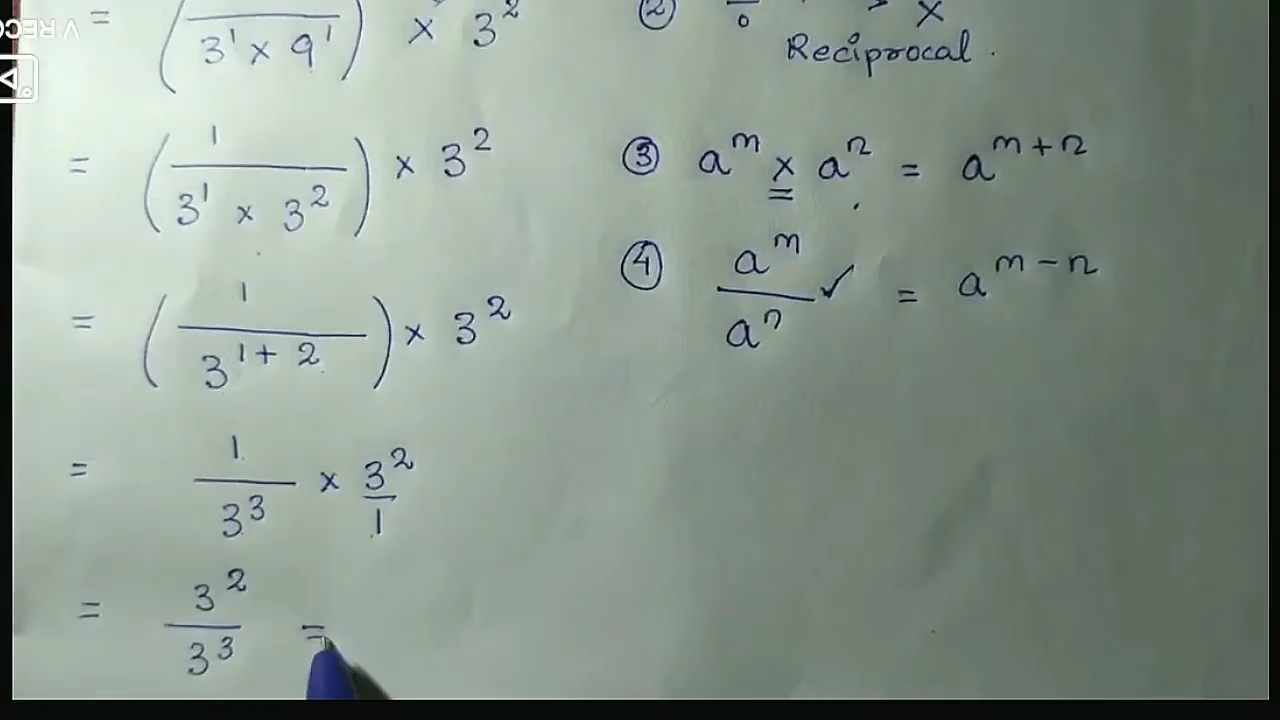 = ( / 3¹ × 9¹ ) × 3²
= ( 1 / 3¹ × 3² ) × 3²
= ( 1 / 3¹⁺² ) × 3²
= 1 / 3³ × 3² / 1
= 3² / 3³ =
② ×
Reciprocal .
③ aᵐ × aⁿ = aᵐ⁺ⁿ
④ aᵐ / aⁿ ✓ = aᵐ⁻ⁿ